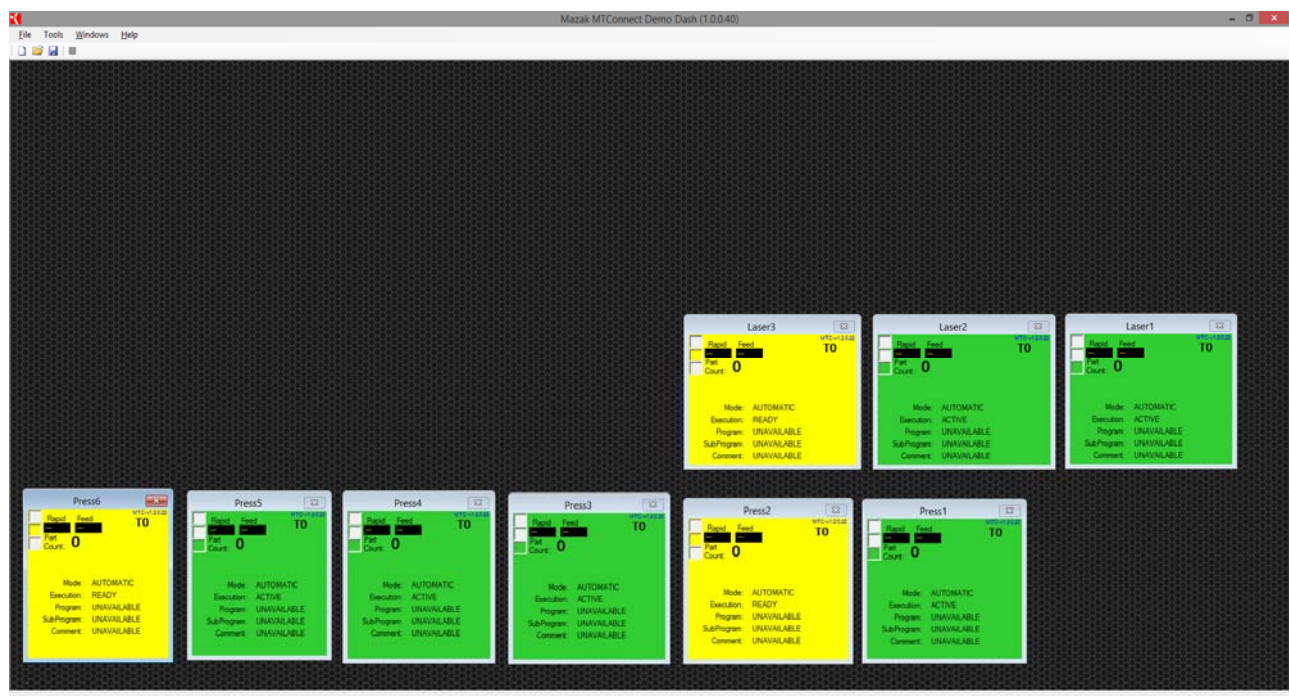 Mazak MTConnect Demo Dash (1.0.0.40)
File Tools Windows Help
Laser3
Rapid Feed
T0
Part
Count: 0
Mode: AUTOMATIC
Execution: READY
Program: UNAVAILABLE
SubProgram: UNAVAILABLE
Comment: UNAVAILABLE
Laser2
Rapid Feed
T0
Part
Count: 0
Mode: AUTOMATIC
Execution: ACTIVE
Program: UNAVAILABLE
SubProgram: UNAVAILABLE
Comment: UNAVAILABLE
Laser1
Rapid Feed
T0
Part
Count: 0
Mode: AUTOMATIC
Execution: ACTIVE
Program: UNAVAILABLE
SubProgram: UNAVAILABLE
Comment: UNAVAILABLE
Press6
Rapid Feed
T0
Part
Count: 0
Mode: AUTOMATIC
Execution: READY
Program: UNAVAILABLE
SubProgram: UNAVAILABLE
Comment: UNAVAILABLE
Press5
Rapid Feed
T0
Part
Count: 0
Mode: AUTOMATIC
Execution: ACTIVE
Program: UNAVAILABLE
SubProgram: UNAVAILABLE
Comment: UNAVAILABLE
Press4
Rapid Feed
T0
Part
Count: 0
Mode: AUTOMATIC
Execution: ACTIVE
Program: UNAVAILABLE
SubProgram: UNAVAILABLE
Comment: UNAVAILABLE
Press3
Rapid Feed
T0
Part
Count: 0
Mode: AUTOMATIC
Execution: ACTIVE
Program: UNAVAILABLE
SubProgram: UNAVAILABLE
Comment: UNAVAILABLE
Press2
Rapid Feed
T0
Part
Count: 0
Mode: AUTOMATIC
Execution: READY
Program: UNAVAILABLE
SubProgram: UNAVAILABLE
Comment: UNAVAILABLE
Press1
Rapid Feed
T0
Part
Count: 0
Mode: AUTOMATIC
Execution: ACTIVE
Program: UNAVAILABLE
SubProgram: UNAVAILABLE
Comment: UNAVAILABLE